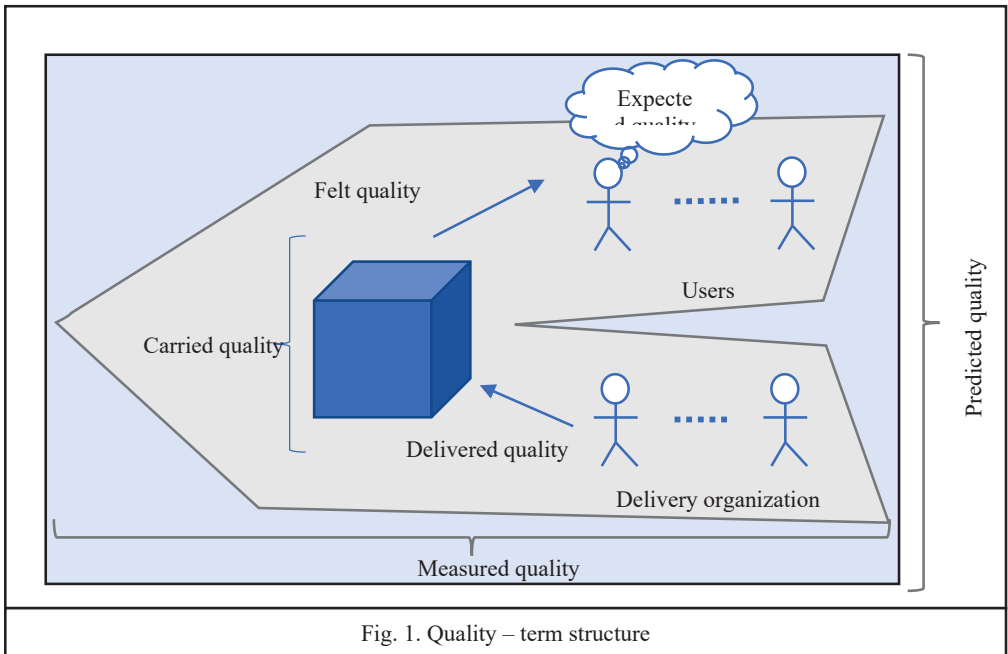 Expecte
d quality
Felt quality
Users
Carried quality
Predicted quality
Delivered quality
Delivery organization
Measured quality
Fig. 1. Quality – term structure